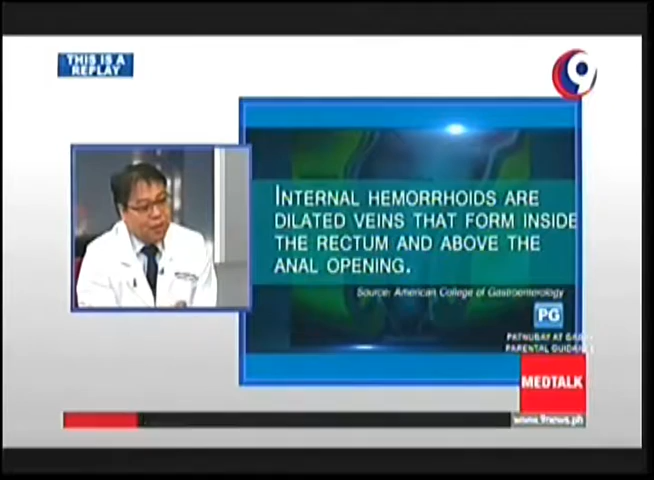 THIS IS A
REPLAY
9
INTERNAL HEMORRHOIDS ARE
DILATED VEINS THAT FORM INSIDE
THE RECTUM AND ABOVE THE
ANAL OPENING.
Source: American College of Gastroenterology
PG
PATNUBAY AT
PARENTAL GUIDANCE
MEDTALK
www.9news.ph